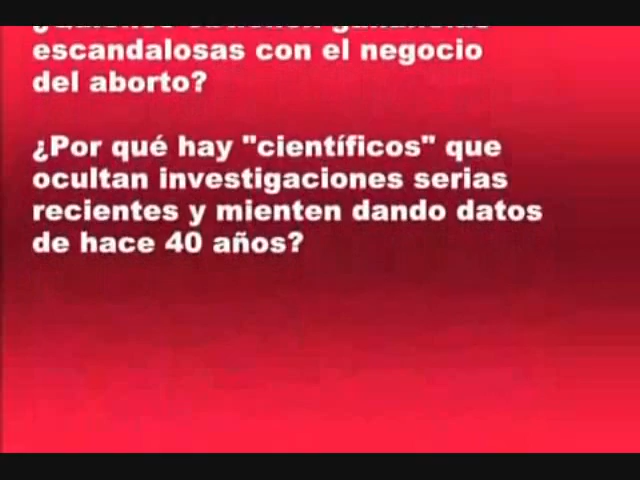 escandalosas con el negocio
del aborto?
¿Por qué hay "científicos" que
ocultan investigaciones serias
recientes y mienten dando datos
de hace 40 años?